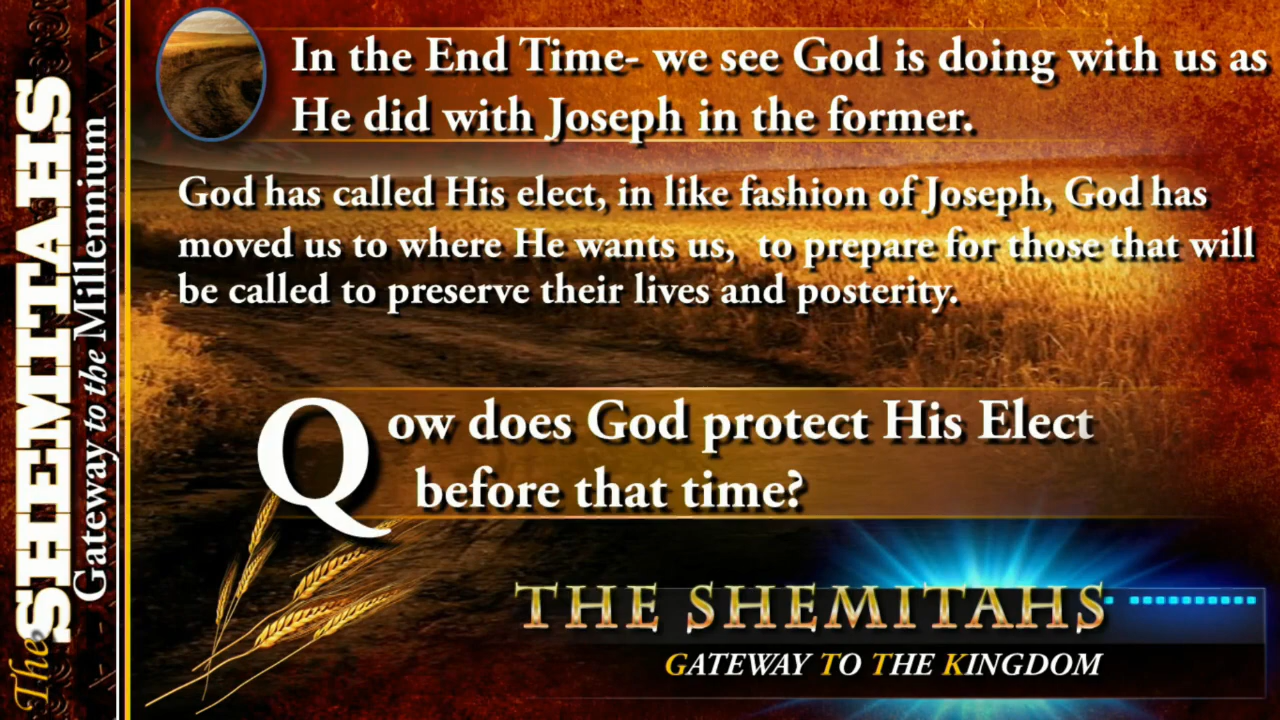 The SHEMITAHS
Gateway to the Millennium
In the End Time- we see God is doing with us as
He did with Joseph in the former.
God has called His elect, in like fashion of Joseph, God has
moved us to where He wants us, to prepare for those that will
be called to preserve their lives and posterity.
Qow does God protect His Elect
before that time?
THE SHEMITAHS
GATEWAY TO THE KINGDOM